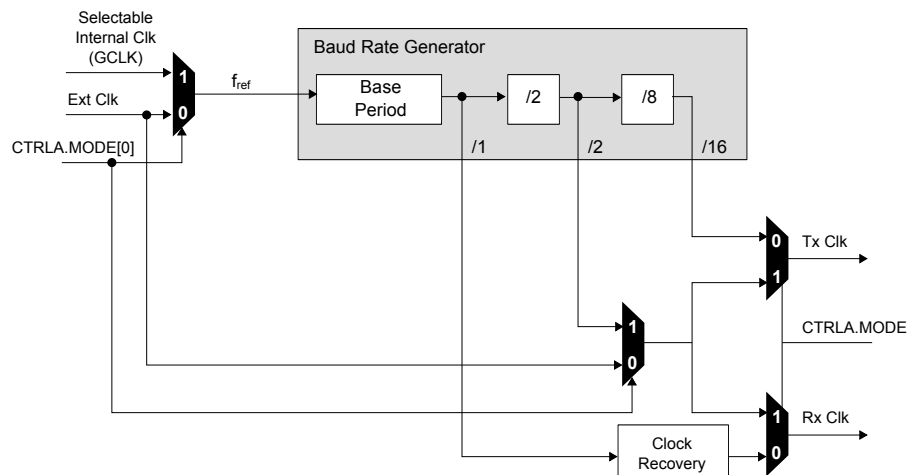 Selectable
Internal Clk
(GCLK)
Baud Rate Generator
1
fref
Base
Period
/2
/8
Ext Clk
0
CTRLA.MODE[0]
/1
/2
/16
0
Tx Clk
1
1
CTRLA.MODE
0
1
Rx Clk
Clock
Recovery
0